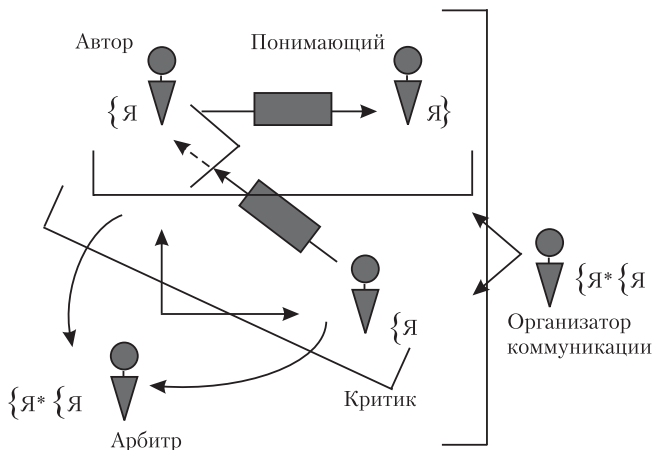 Автор
Понимающий
{Я
Я}
{Я* {Я
{Я
Организатор
коммуникации
Критик
{Я* {Я
Арбитр